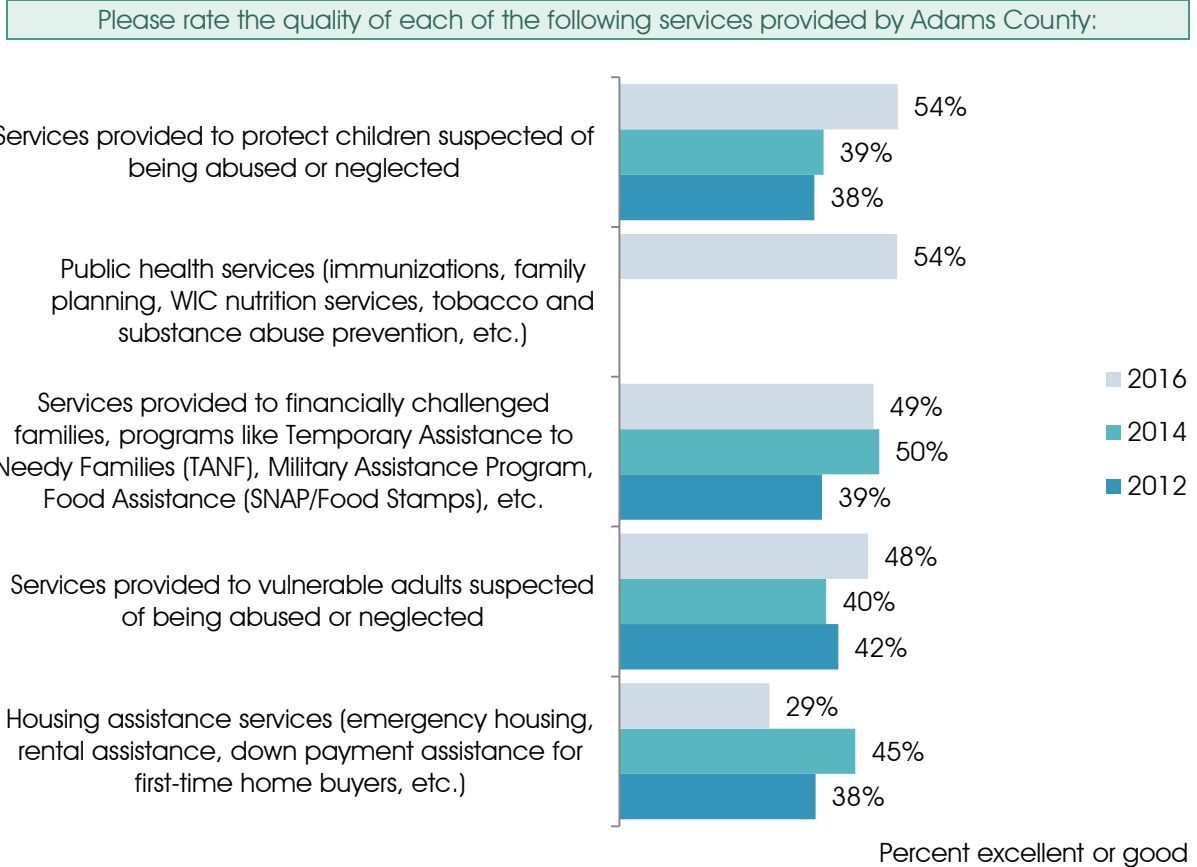 Please rate the quality of each of the following services provided by Adams County:
Services provided to protect children suspected of
being abused or neglected
54%
39%
38%
Public health services (immunizations, family
planning, WIC nutrition services, tobacco and
substance abuse prevention, etc.)
54%
Services provided to financially challenged
families, programs like Temporary Assistance to
Needy Families (TANF), Military Assistance Program,
Food Assistance (SNAP/Food Stamps), etc.
49%
50%
39%
Services provided to vulnerable adults suspected
of being abused or neglected
48%
40%
42%
Housing assistance services (emergency housing,
rental assistance, down payment assistance for
first-time home buyers, etc.)
29%
45%
38%
2016
2014
2012
Percent excellent or good